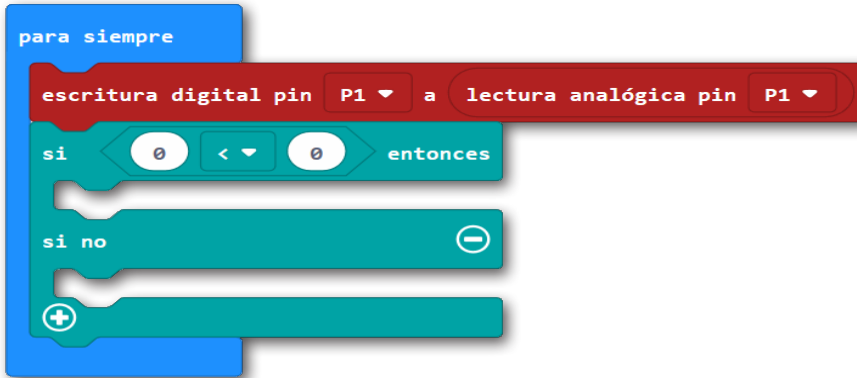 para siempre
escritura digital pin P1 a lectura analógica pin P1
si 0 < 0 entonces
si no